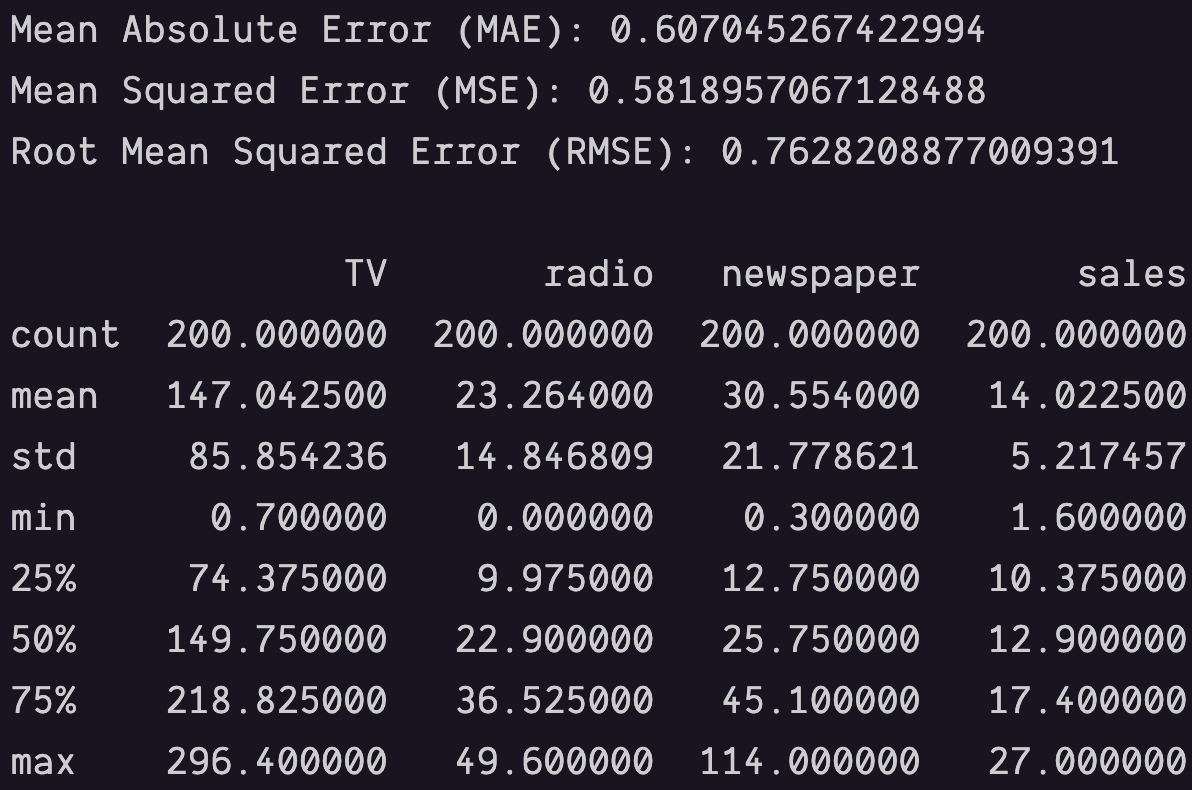 Mean Absolute Error (MAE): 0.607045267422994
Mean Squared Error (MSE): 0.5818957067128488
Root Mean Squared Error (RMSE): 0.7628208877009391
TV radio newspaper sales
count 200.000000 200.000000 200.000000 200.000000
mean 147.042500 23.264000 30.554000 14.022500
std 85.854236 14.846809 21.778621 5.217457
min 0.700000 0.000000 0.300000 1.600000
25% 74.375000 9.975000 12.750000 10.375000
50% 149.750000 22.900000 25.750000 12.900000
75% 218.825000 36.525000 45.100000 17.400000
max 296.400000 49.600000 114.000000 27.000000